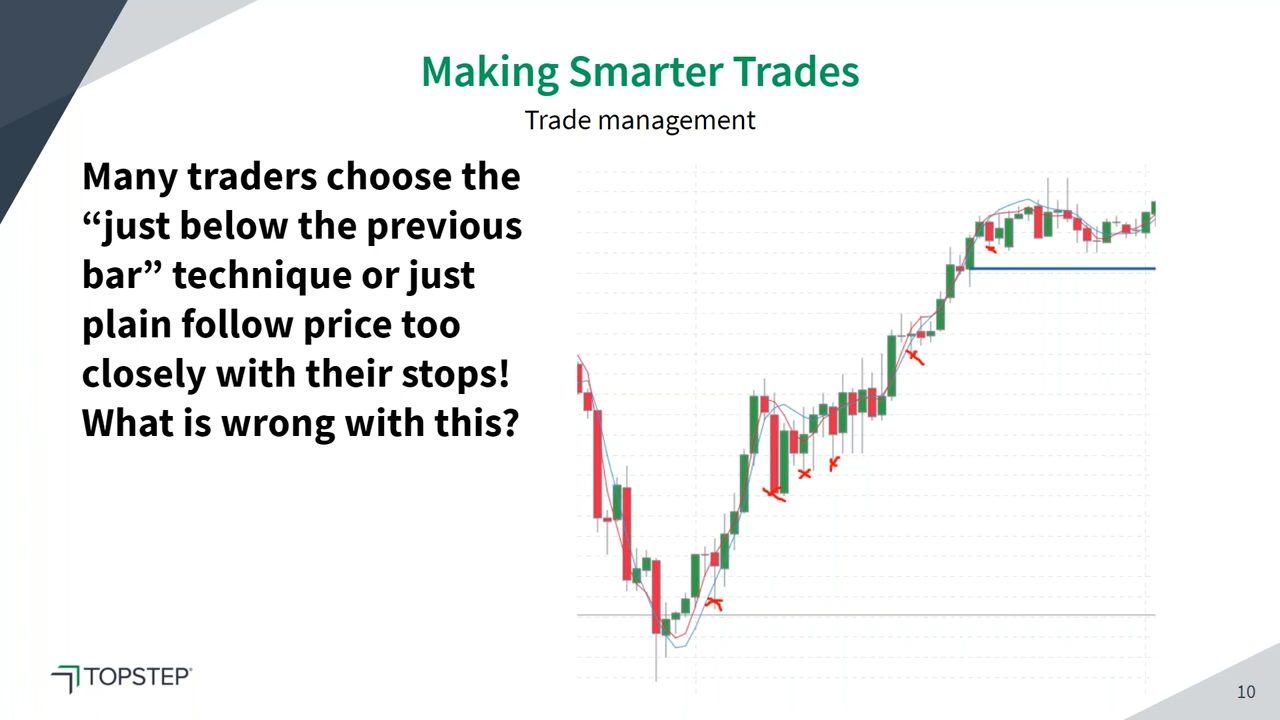 Making Smarter Trades
Trade management
Many traders choose the
“just below the previous
bar” technique or just
plain follow price too
closely with their stops!
What is wrong with this?
TOPSTEP®
10